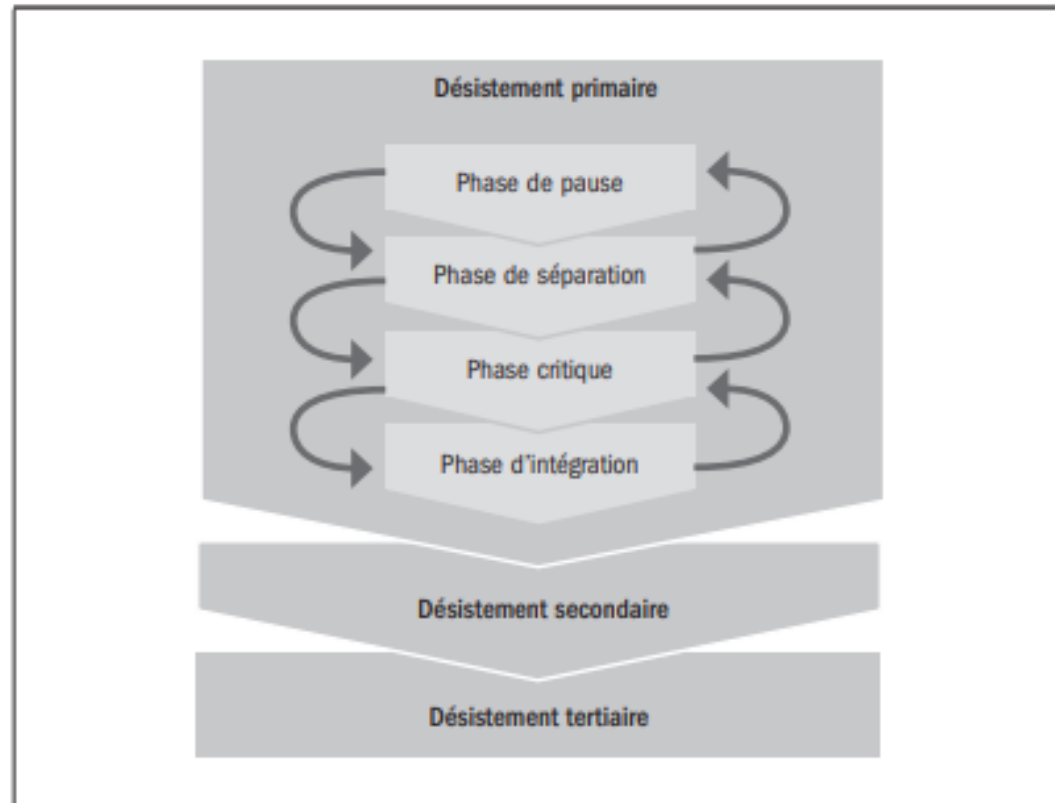 Désistement primaire
Phase de pause
Phase de séparation
Phase critique
Phase d'intégration
Désistement secondaire
Désistement tertiaire